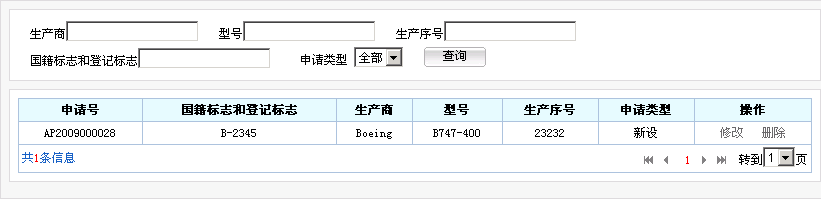 生产商 型号 生产序号
国籍标志和登记标志 申请类型 全部 查询
申请号 国籍标志和登记标志 生产商 型号 生产序号 申请类型 操作
AP2009000028 B-2345 Boeing B747-400 23232 新设 修改 删除
共1条信息 1 转到 1 页